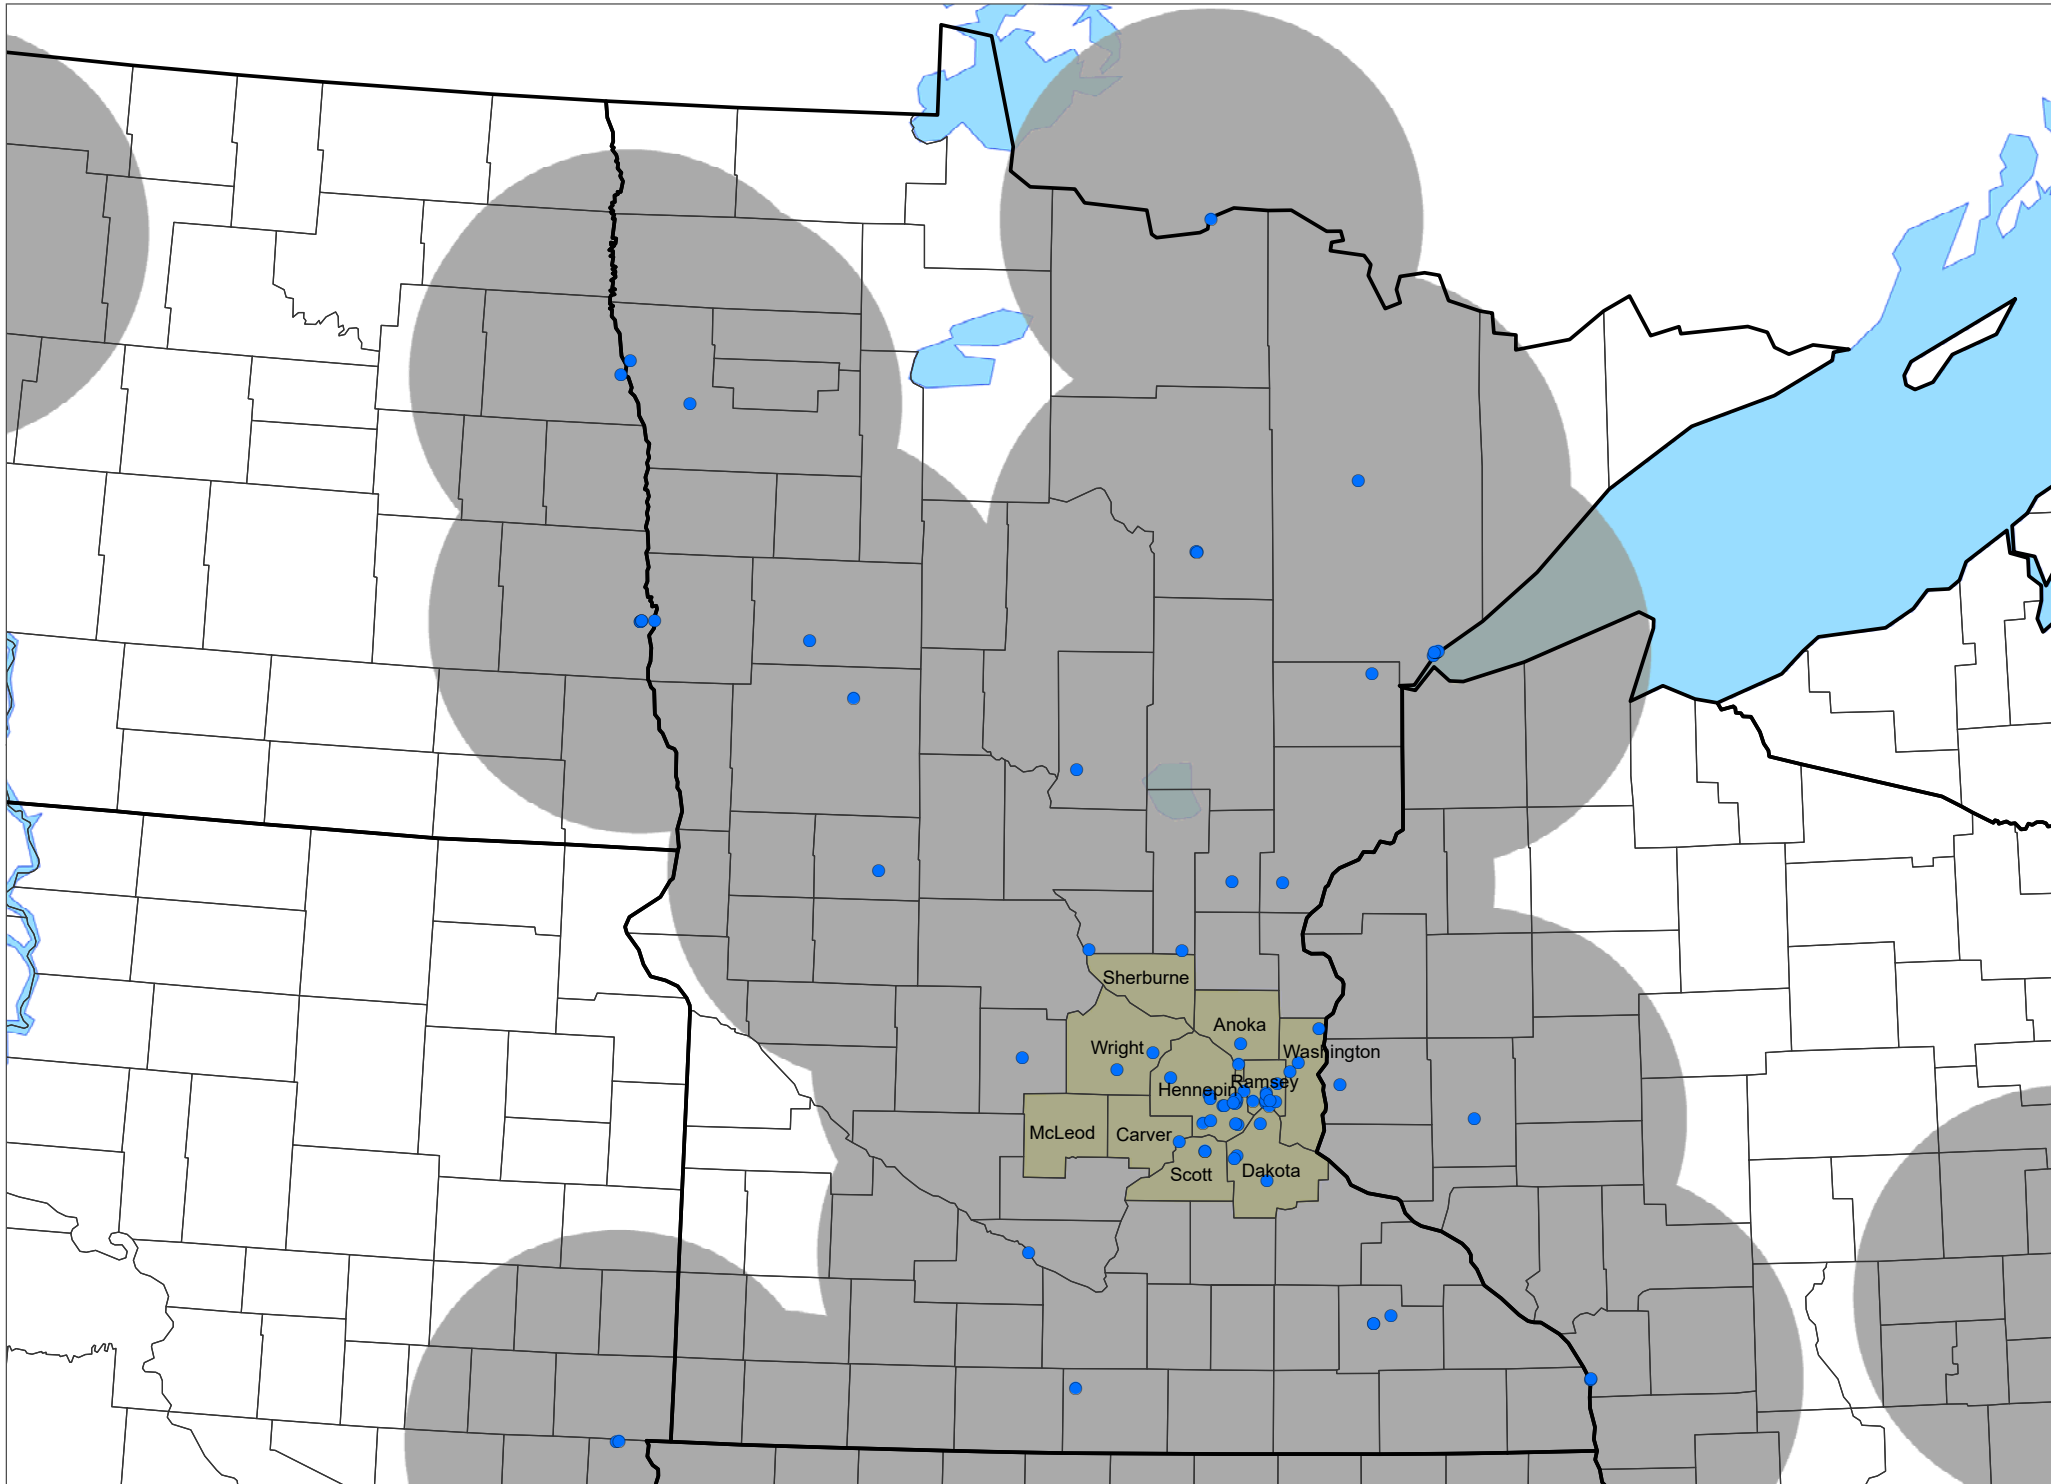 Sherburne
Anoka
Wright
Washington
Ramsey
Hennepin
McLeod
Carver
Scott
Dakota